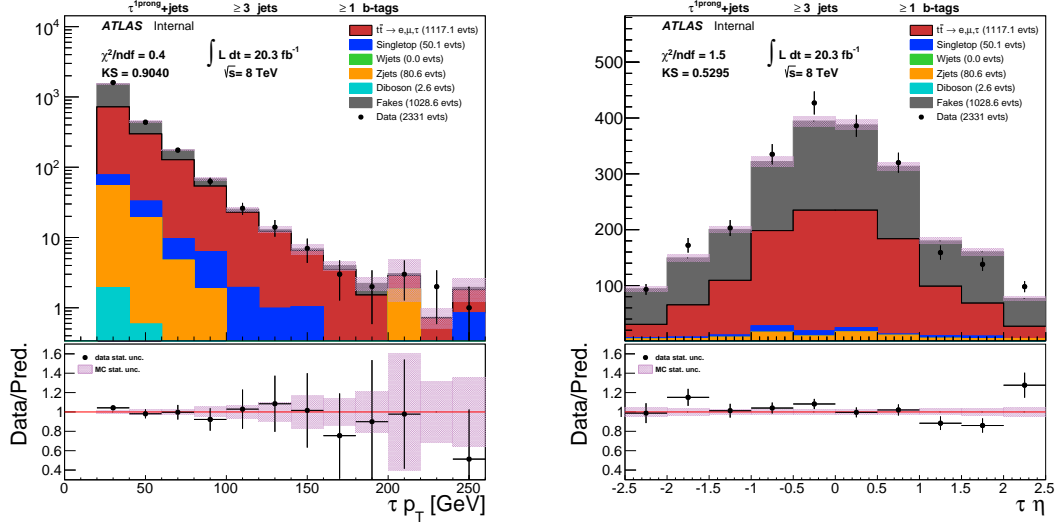 τ1prong+jets ≥ 3 jets ≥ 1 b-tags
ATLAS Internal
χ2/ndf = 0.4
KS = 0.9040
∫ L dt = 20.3 fb-1
√s= 8 TeV
tt̄ → e,μ,τ (1117.1 evts)
Singletop (50.1 evts)
Wjets (0.0 evts)
Zjets (80.6 evts)
Diboson (2.6 evts)
Fakes (1028.6 evts)
Data (2331 evts)
104
103
102
10
1
data stat. unc.
MC stat. unc.
Data/Pred.
1.6
1.4
1.2
1
0.8
0.6
0.4
0 50 100 150 200 250
τ pT [GeV]
τ1prong+jets ≥ 3 jets ≥ 1 b-tags
ATLAS Internal
χ2/ndf = 1.5
KS = 0.5295
∫ L dt = 20.3 fb-1
√s= 8 TeV
tt̄ → e,μ,τ (1117.1 evts)
Singletop (50.1 evts)
Wjets (0.0 evts)
Zjets (80.6 evts)
Diboson (2.6 evts)
Fakes (1028.6 evts)
Data (2331 evts)
500
400
300
200
100
data stat. unc.
MC stat. unc.
Data/Pred.
1.6
1.4
1.2
1
0.8
0.6
0.4
-2.5 -2 -1.5 -1 -0.5 0 0.5 1 1.5 2 2.5
τ η